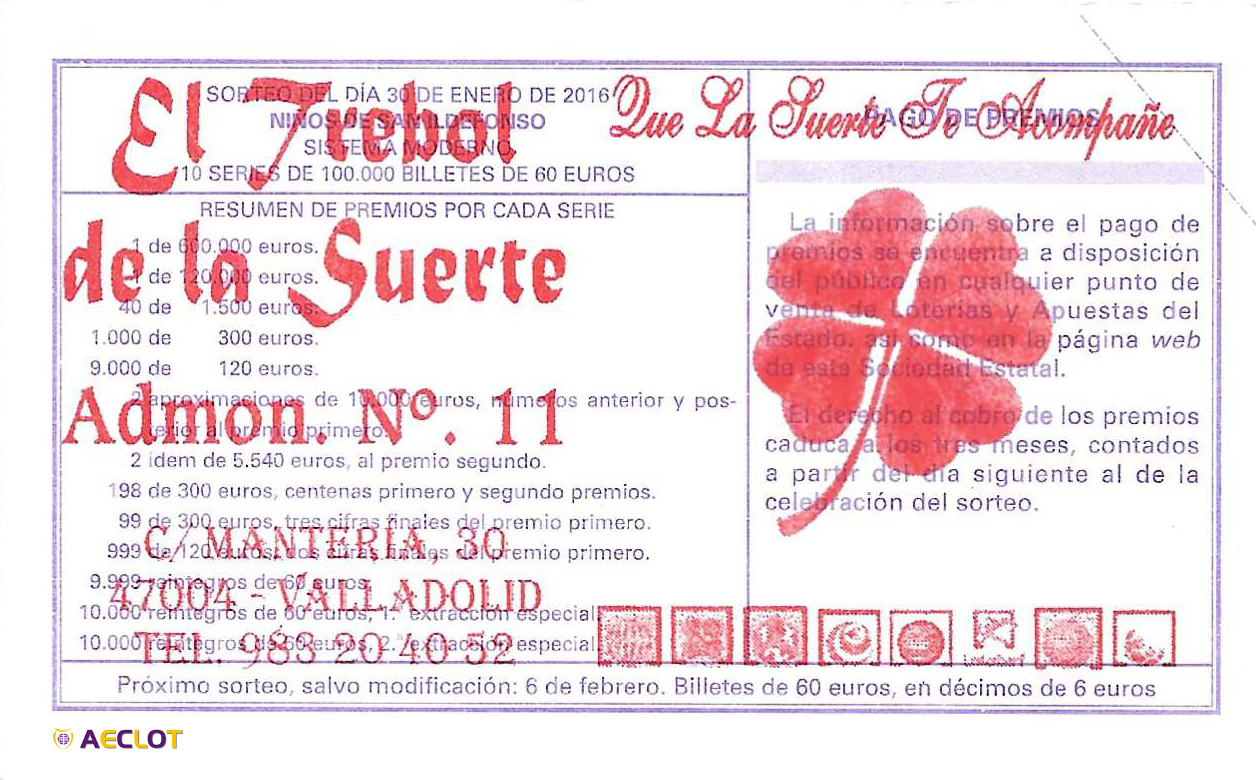 SORTEO DEL DÍA 30 DE ENERO DE 2016
NIÑOS DE SAN ILDEFONSO
SISTEMA MODERNO
10 SERIES DE 100.000 BILLETES DE 60 EUROS
RESUMEN DE PREMIOS POR CADA SERIE
1 de 600.000 euros.
1 de 120.000 euros.
40 de 1.500 euros.
1.000 de 300 euros.
9.000 de 120 euros.
2 aproximaciones de 10.000 euros, números anterior y pos-
terior al premio primero.
2 ídem de 5.540 euros, al premio segundo.
198 de 300 euros, centenas primero y segundo premios.
99 de 300 euros, tres cifras finales del premio primero.
999 de 120 euros, dos cifras finales del premio primero.
9.999 reintegros de 60 euros
10.000 reintegros de 60 euros, 1.ª extracción especial
10.000 reintegros de 60 euros, 2.ª extracción especial
PAGO DE PREMIOS
La información sobre el pago de
premios se encuentra a disposición
del público en cualquier punto de
venta de Loterías y Apuestas del
Estado, así como en la página web
de esta Sociedad Estatal.
El derecho al cobro de los premios
caduca a los tres meses, contados
a partir del día siguiente al de la
celebración del sorteo.
Próximo sorteo, salvo modificación: 6 de febrero. Billetes de 60 euros, en décimos de 6 euros
El Trebol
de la Suerte
Admon. Nº. 11
C/ MANTERÍA, 30
47004 - VALLADOLID
TEL. 983 20 40 52
Que La Suerte Te Acompañe
AECLOT